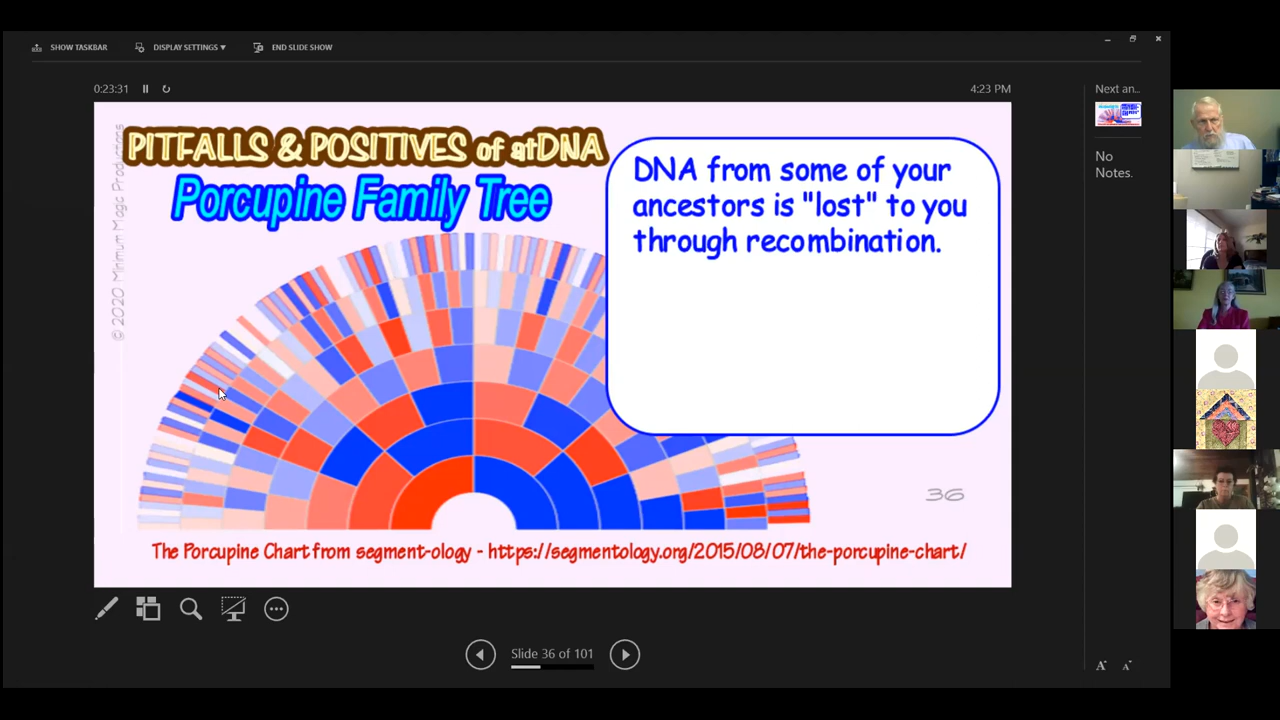 SHOW TASKBAR
DISPLAY SETTINGS ▾
END SLIDE SHOW
0:23:31
4:23 PM
Next an..
No
Notes.
© 2020 Minimum Magic Productions
PITFALLS & POSITIVES of atDNA
Porcupine Family Tree
DNA from some of your
ancestors is "lost" to you
through recombination.
36
The Porcupine Chart from segment-ology - https://segmentology.org/2015/08/07/the-porcupine-chart/
Slide 36 of 101
A
A